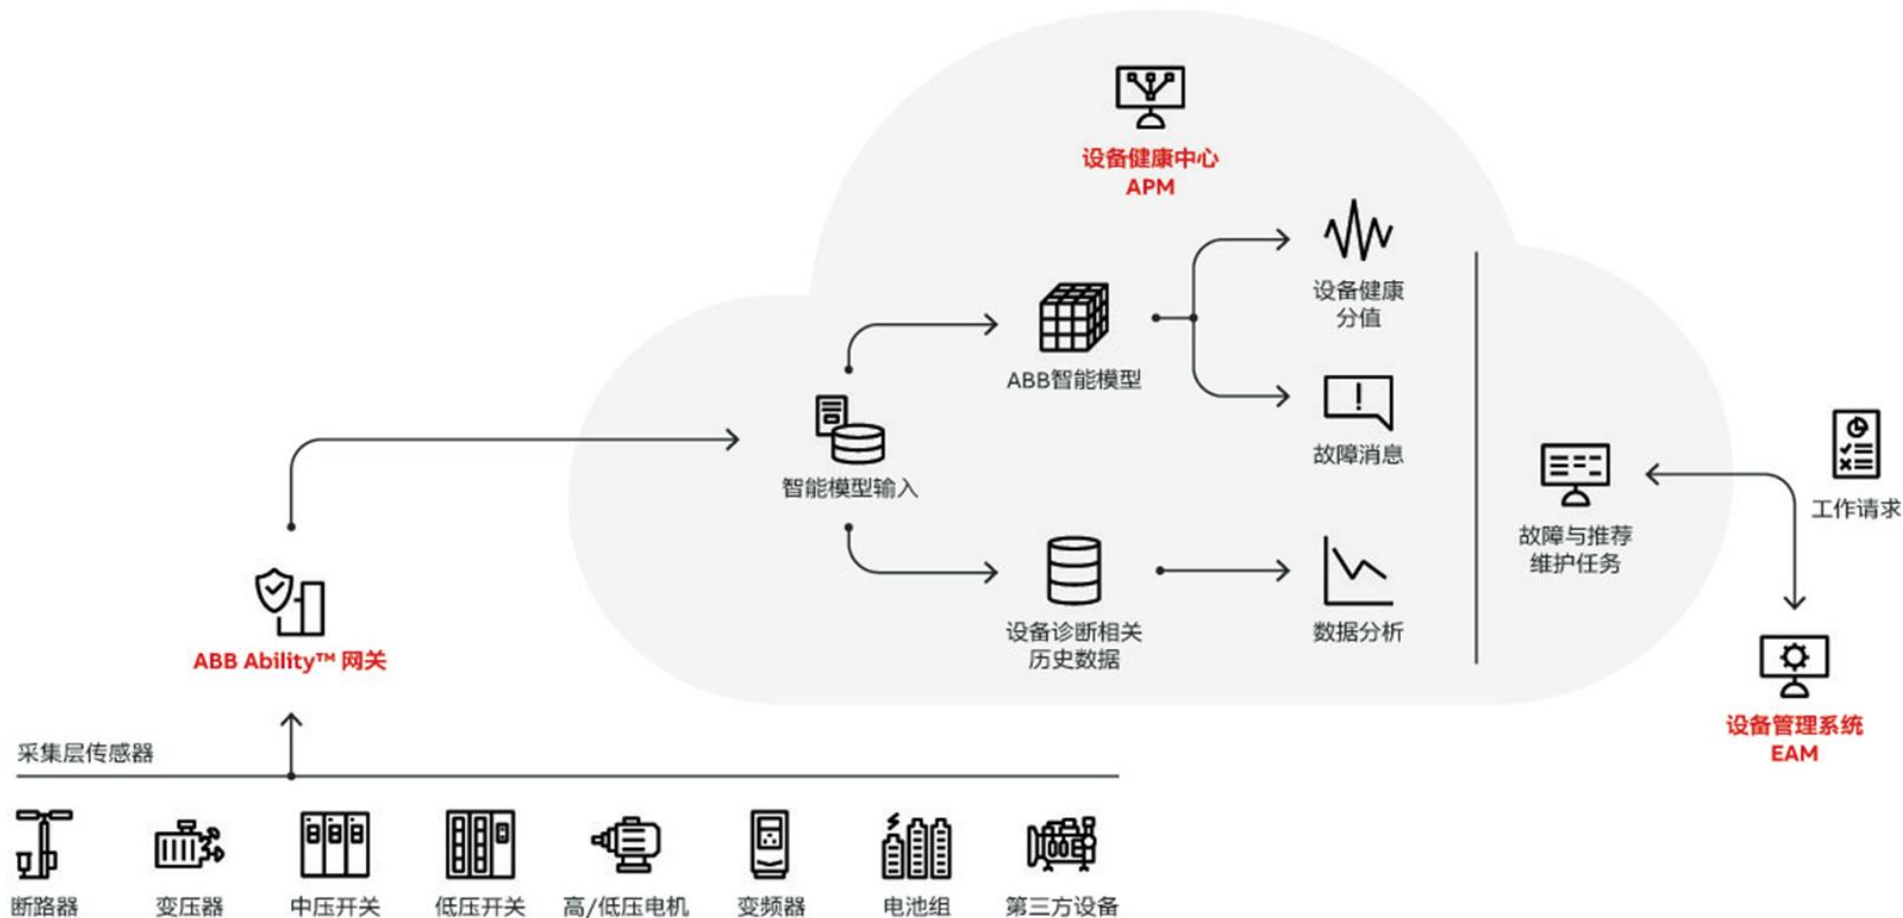 设备健康中心
APM
设备健康
分值
ABB智能模型
故障消息
智能模型输入
工作请求
故障与推荐
维护任务
设备诊断相关
历史数据
数据分析
ABB Ability™ 网关
设备管理系统
EAM
采集层传感器
断路器
变压器
中压开关
低压开关
高/低压电机
变频器
电池组
第三方设备